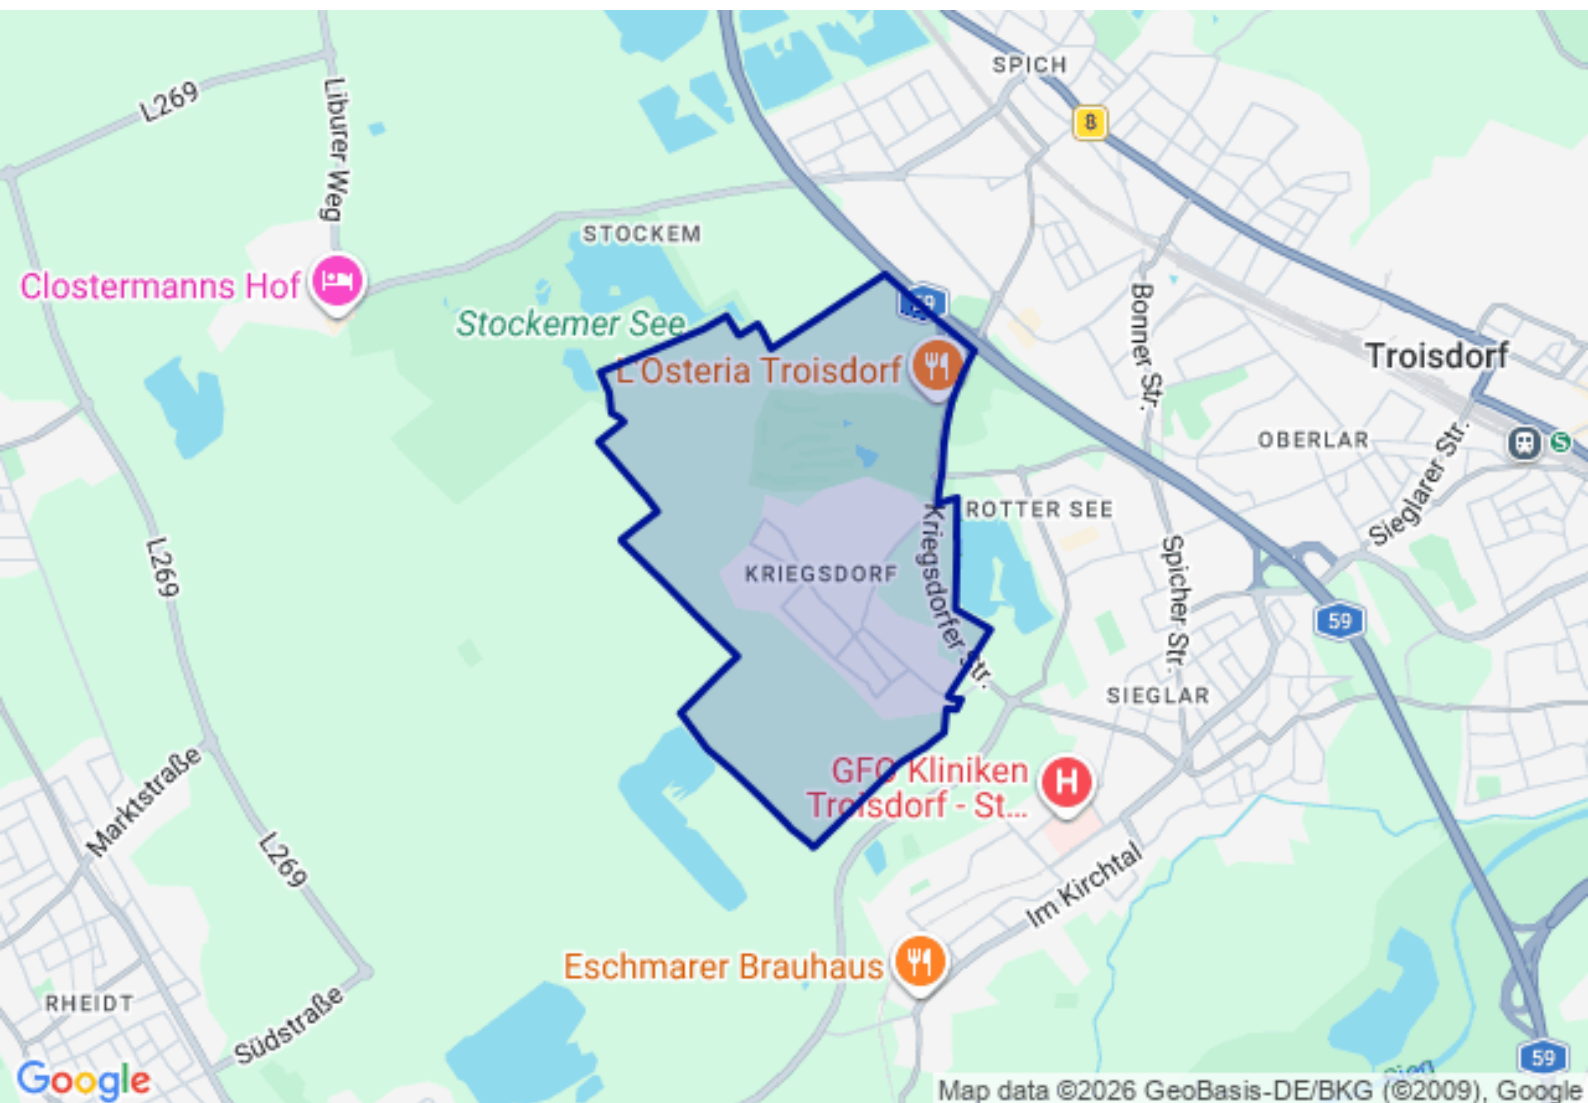 SPICH
L269
Liburer Weg
8
STOCKEM
Clostermanns Hof
59
Bonner Str.
Stockemer See
L'Osteria Troisdorf
Troisdorf
OBERLAR
S
Sieglarer Str.
ROTTER SEE
Kriegsdorfer Str.
L269
KRIEGSDORF
Spicher Str.
59
SIEGLAR
Marktstraße
GFO Kliniken
Troisdorf - St...
H
L269
Im Kirchtal
Eschmarer Brauhaus
RHEIDT
Südstraße
59
Sieg
Google
Map data ©2026 GeoBasis-DE/BKG (©2009), Google